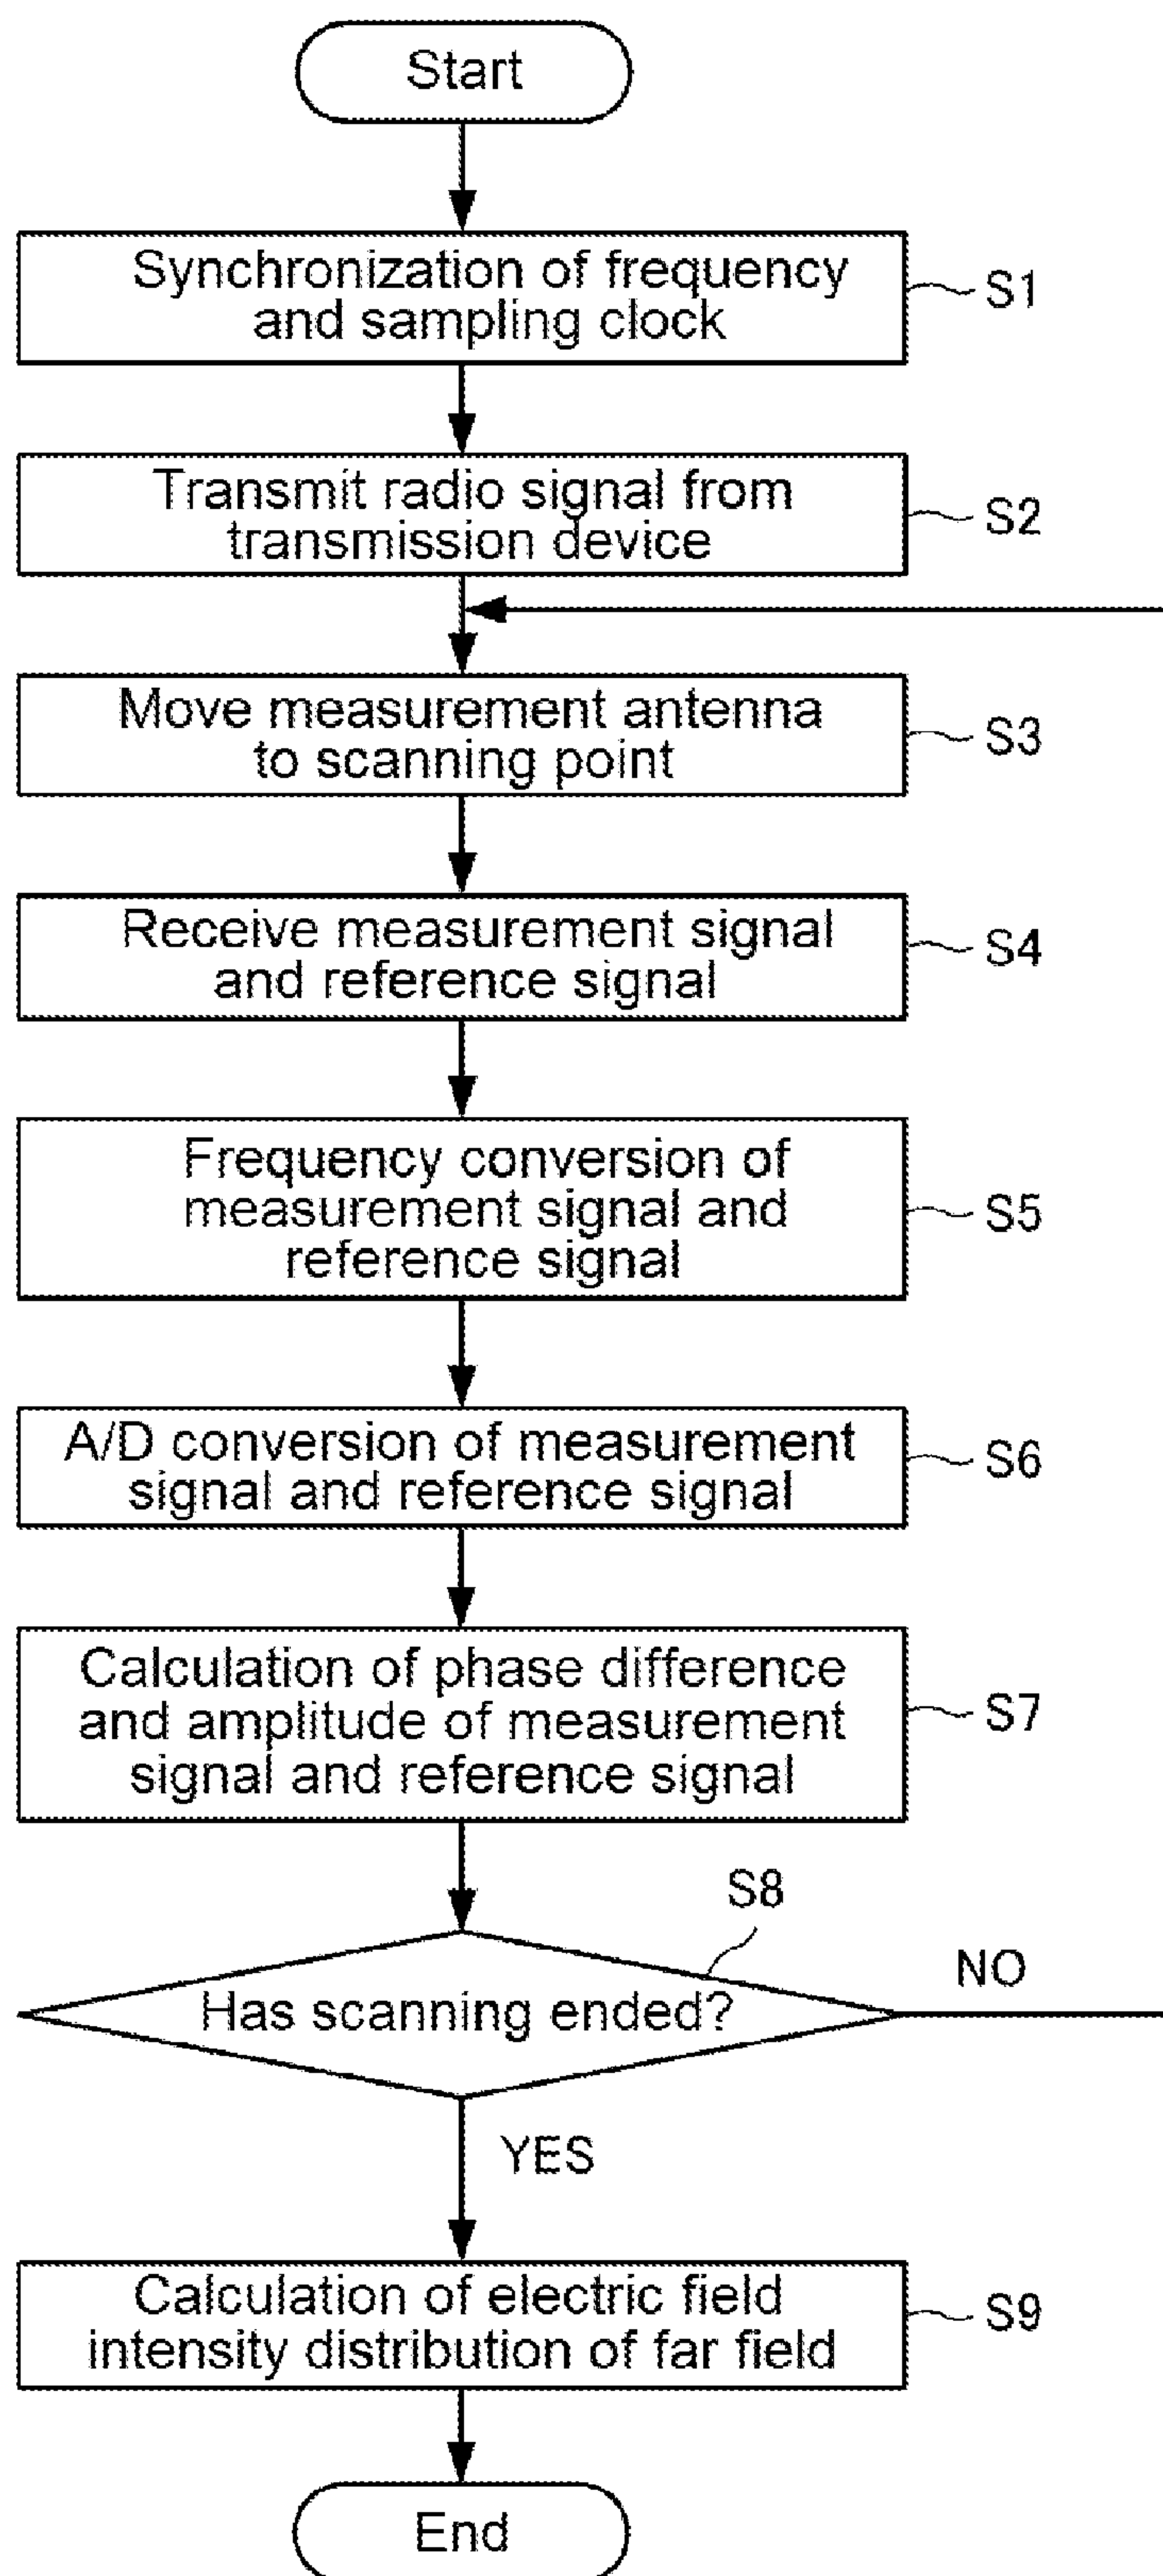 Start
Synchronization of frequency
and sampling clock
S1
Transmit radio signal from
transmission device
S2
Move measurement antenna
to scanning point
S3
Receive measurement signal
and reference signal
S4
Frequency conversion of
measurement signal and
reference signal
S5
A/D conversion of measurement
signal and reference signal
S6
Calculation of phase difference
and amplitude of measurement
signal and reference signal
S7
S8
Has scanning ended?
NO
YES
Calculation of electric field
intensity distribution of far field
S9
End